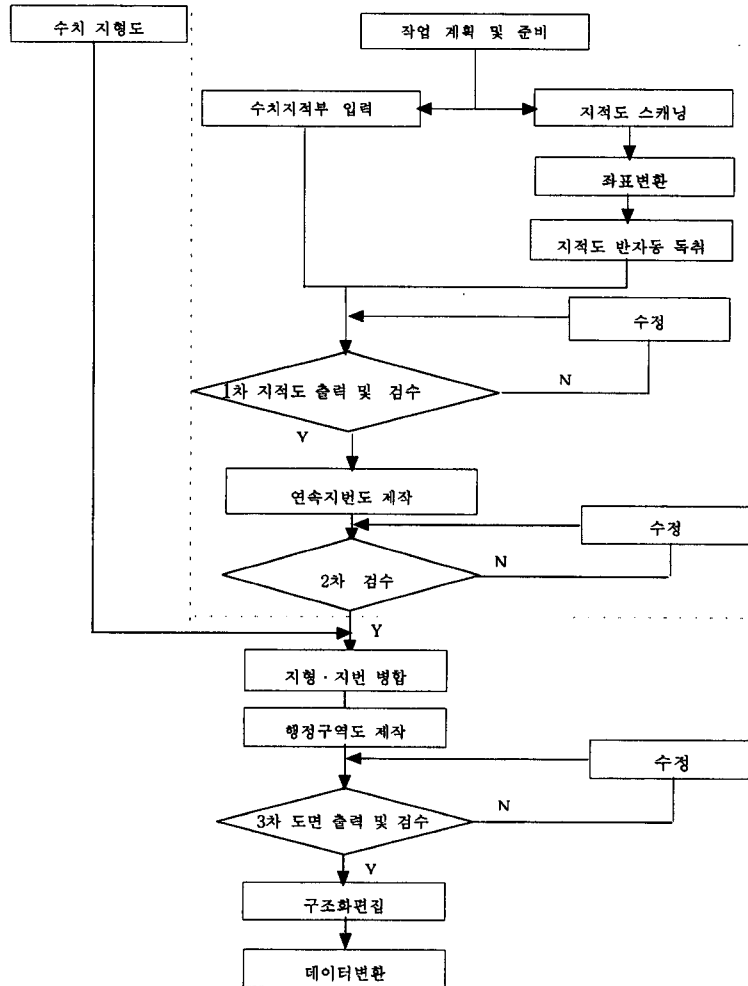 수치 지형도
작업 계획 및 준비
수치지적부 입력
지적도 스캐닝
좌표변환
지적도 반자동 독취
수정
1차 지적도 출력 및 검수
N
Y
연속지번도 제작
수정
2차 검수
N
Y
지형·지번 병합
행정구역도 제작
수정
3차 도면 출력 및 검수
N
Y
구조화편집
데이터변환